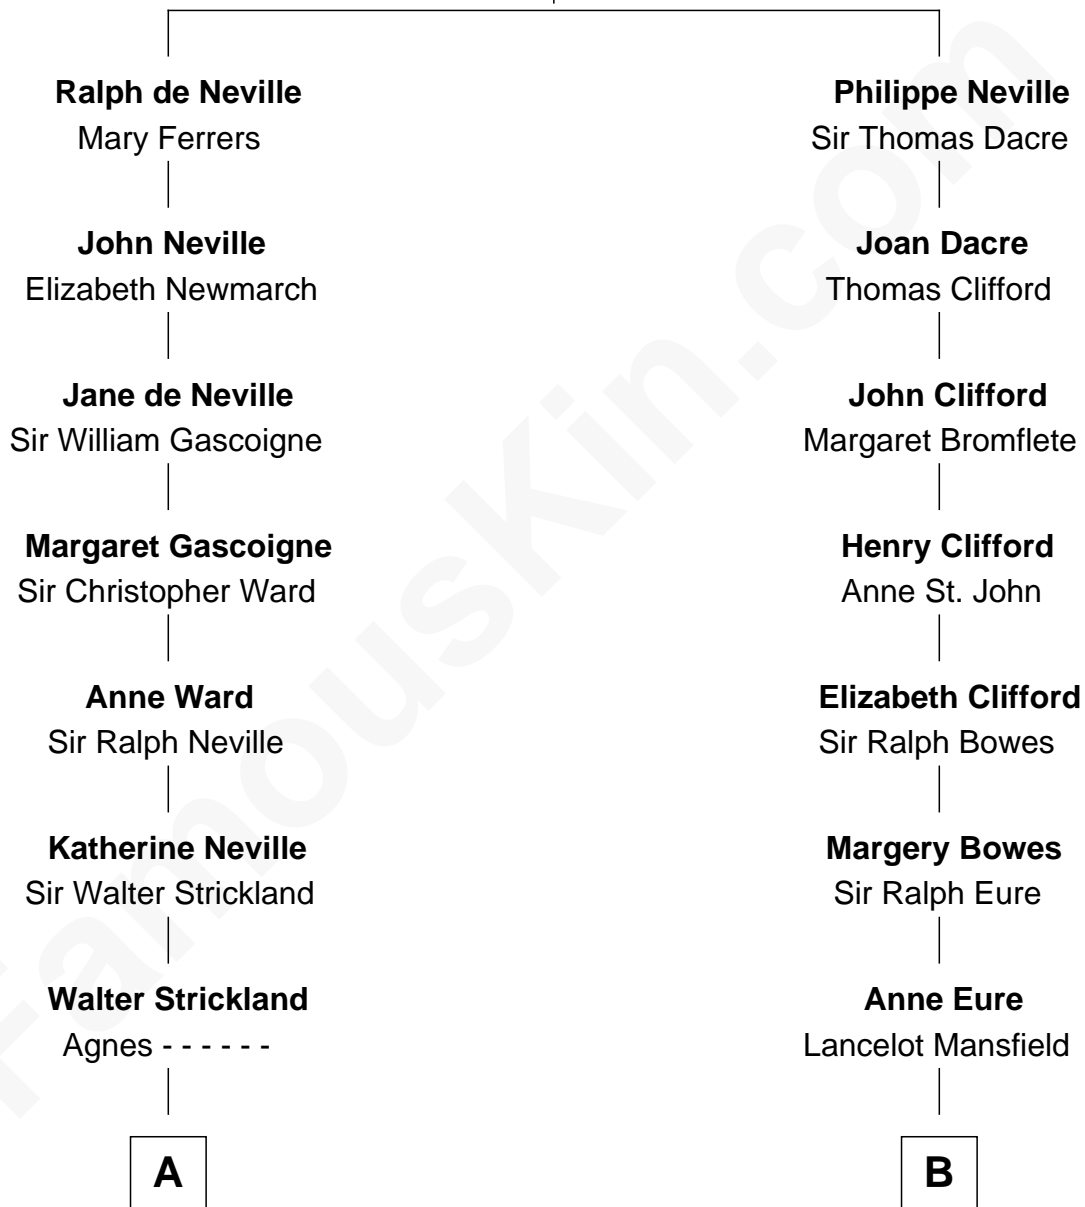 Ralph de Neville
Mary Ferrers
John Neville
Elizabeth Newmarch
Jane de Neville
Sir William Gascoigne
Margaret Gascoigne
Sir Christopher Ward
Anne Ward
Sir Ralph Neville
Katherine Neville
Sir Walter Strickland
Walter Strickland
Agnes - - - - - -
A
Philippe Neville
Sir Thomas Dacre
Joan Dacre
Thomas Clifford
John Clifford
Margaret Bromflete
Henry Clifford
Anne St. John
Elizabeth Clifford
Sir Ralph Bowes
Margery Bowes
Sir Ralph Eure
Anne Eure
Lancelot Mansfield
B
FamousKin.com